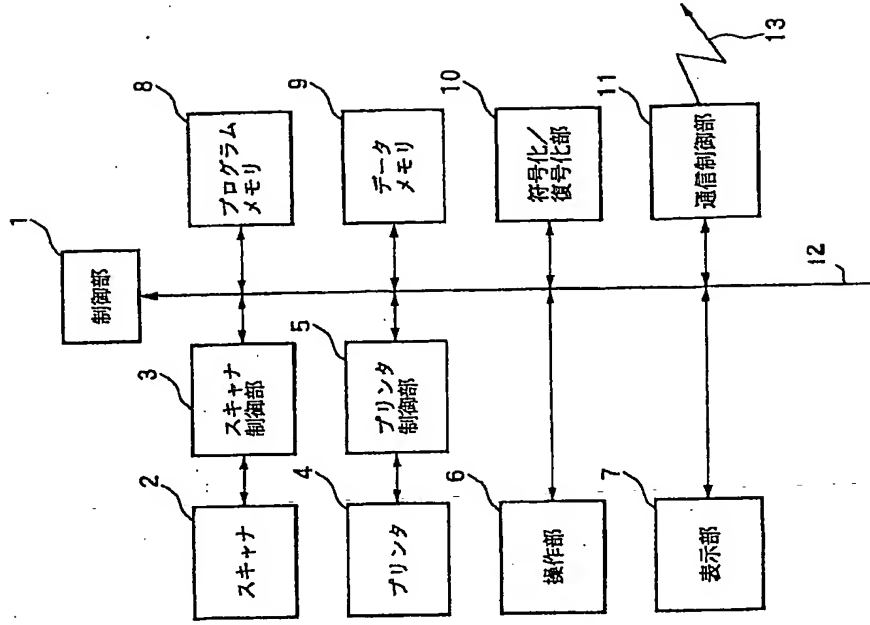 1
制御部
2
スキャナ
3
スキャナ
制御部
4
プリンタ
5
プリンタ
制御部
6
操作部
7
表示部
8
プログラム
メモリ
9
データ
メモリ
10
符号化/
復号化部
11
通信制御部
12
13